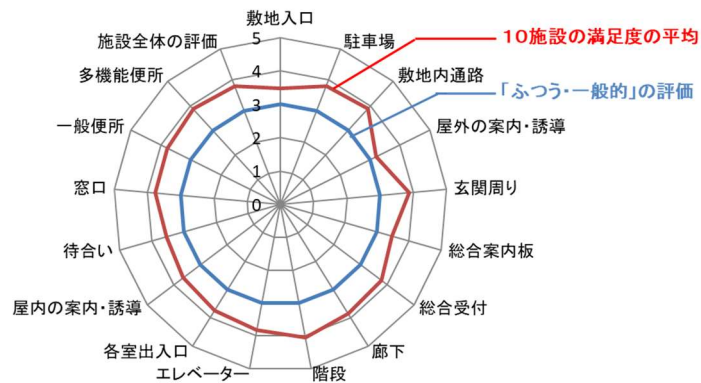 敷地入口
駐車場
敷地内通路
屋外の案内・誘導
玄関周り
総合案内板
総合受付
廊下
階段
エレベーター
各室出入口
屋内の案内・誘導
待合い
窓口
一般便所
多機能便所
施設全体の評価
5
4
3
2
1
0
10施設の満足度の平均
「ふつう・一般的」の評価